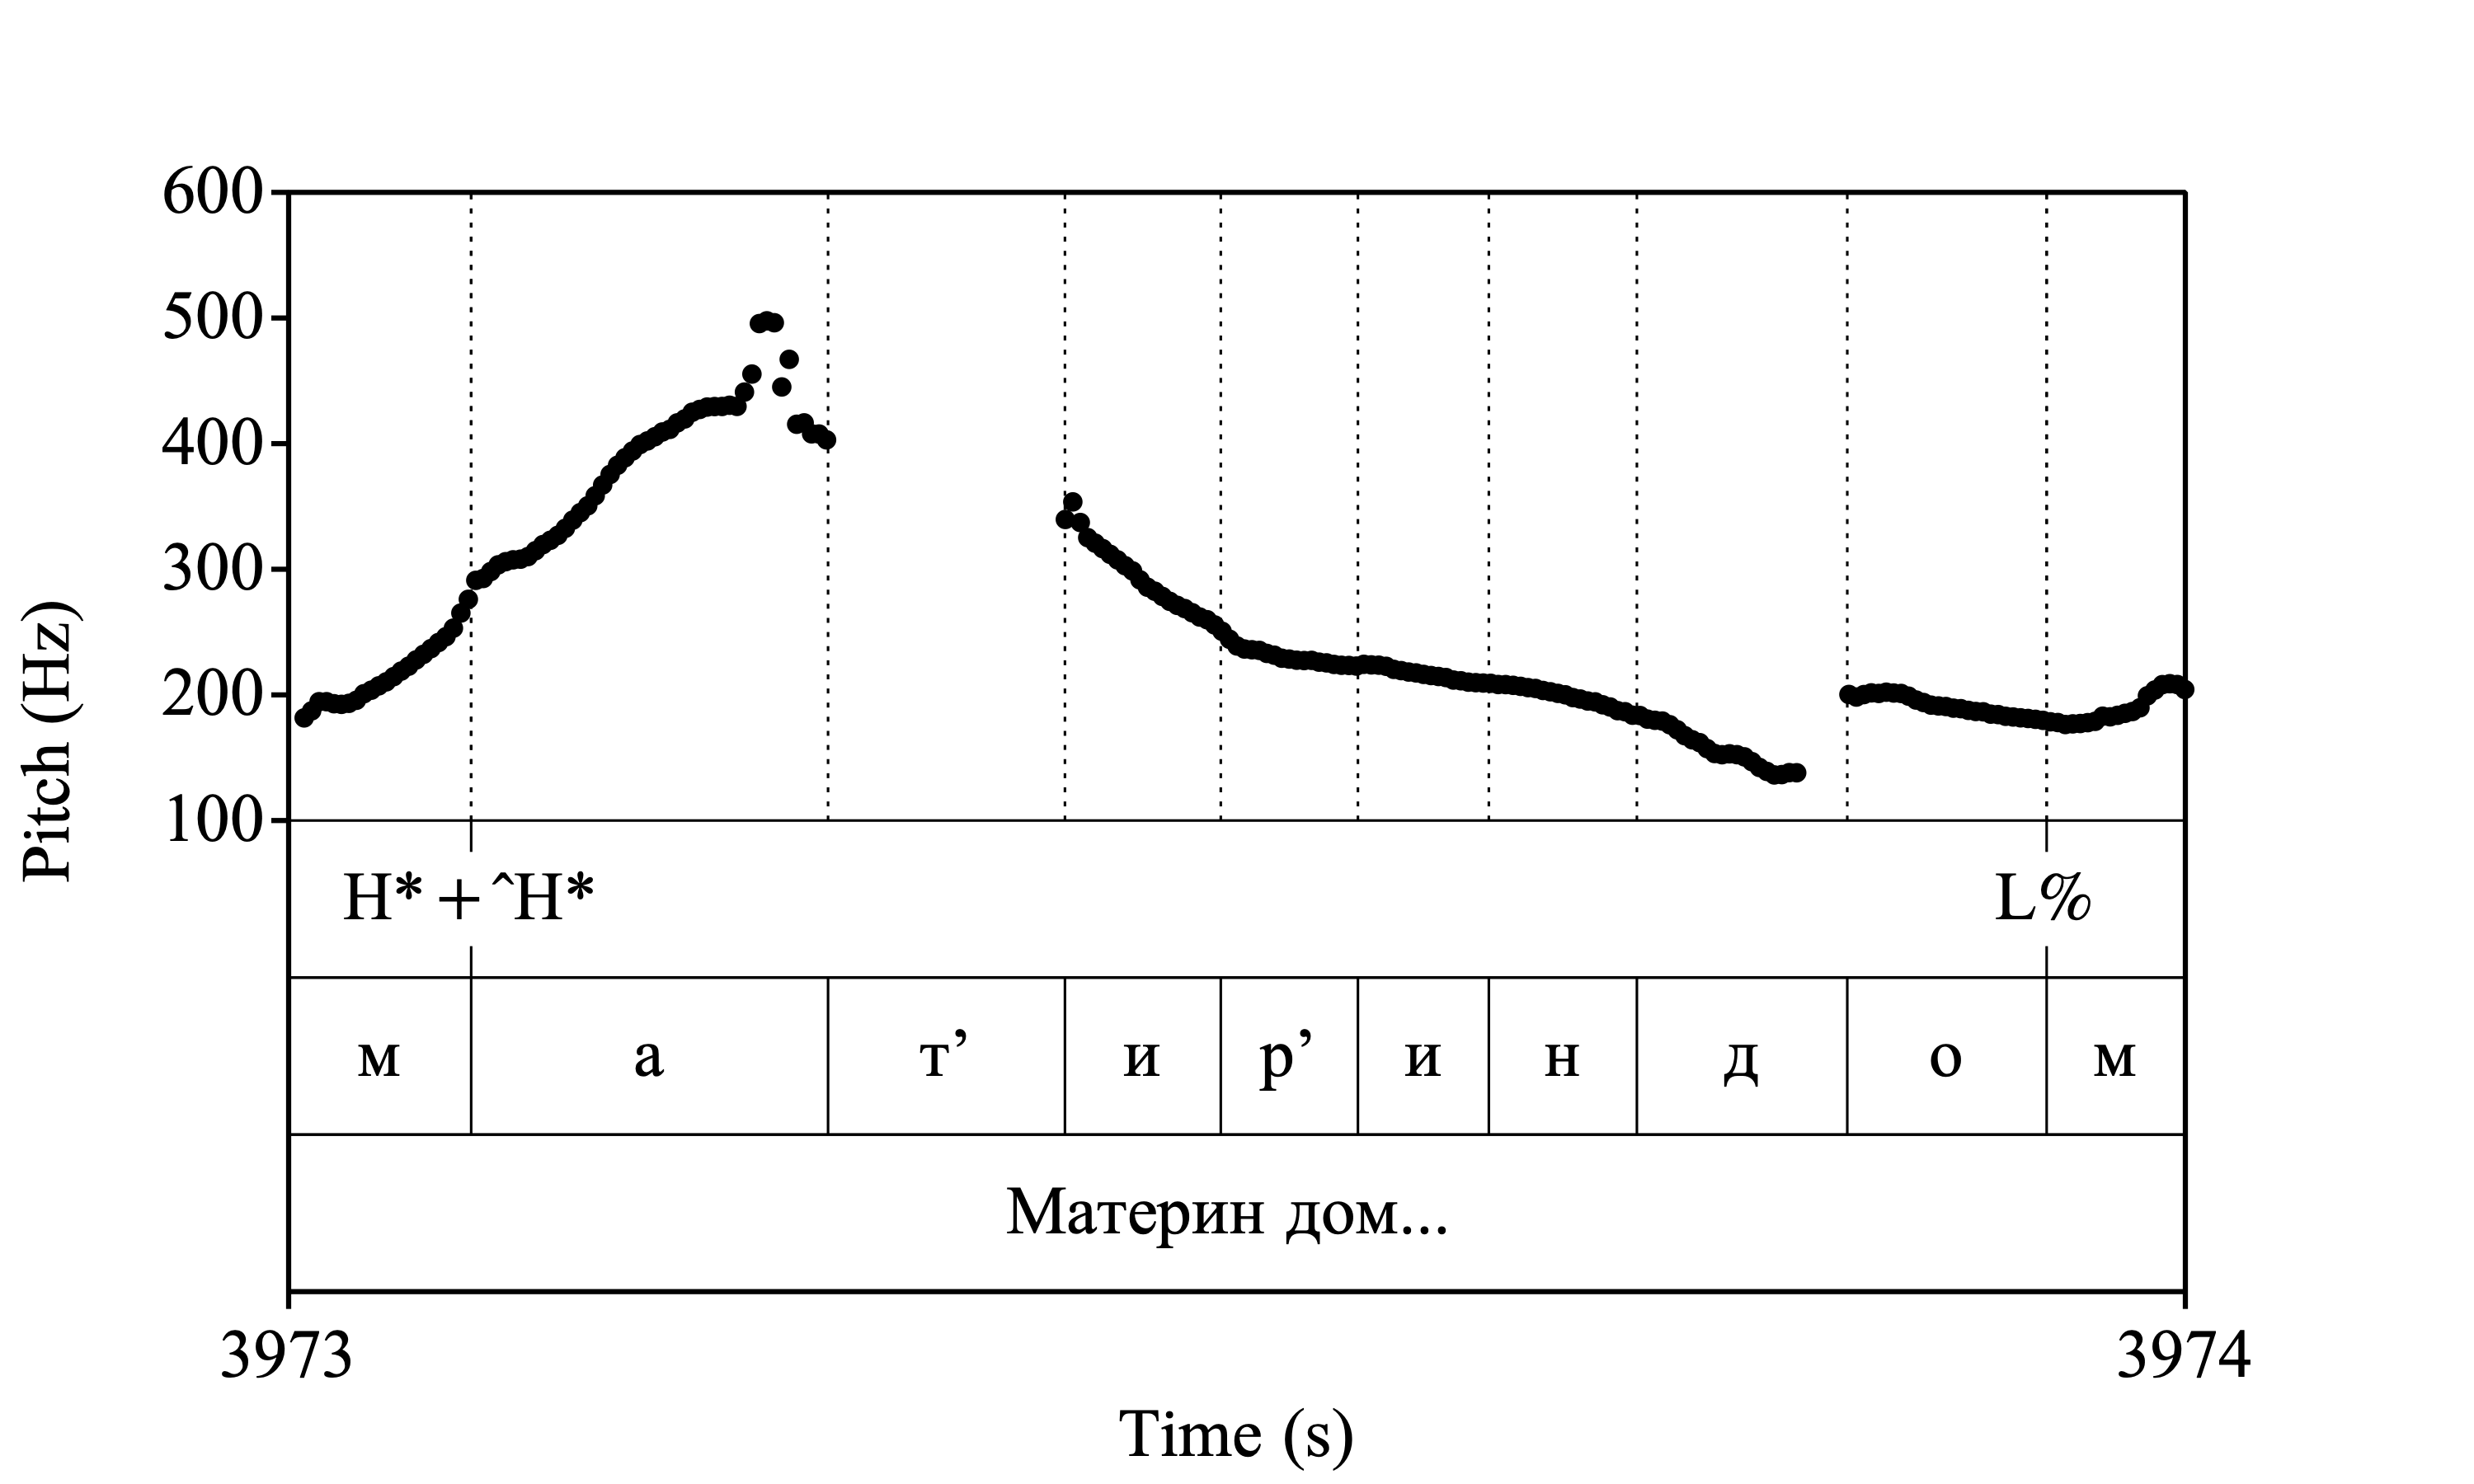 600
500
400
300
200
100
Pitch (Hz)
H* + ^H* L%
м а т’ и р’ и н д о м
Материн дом...
3973 3974
Time (s)